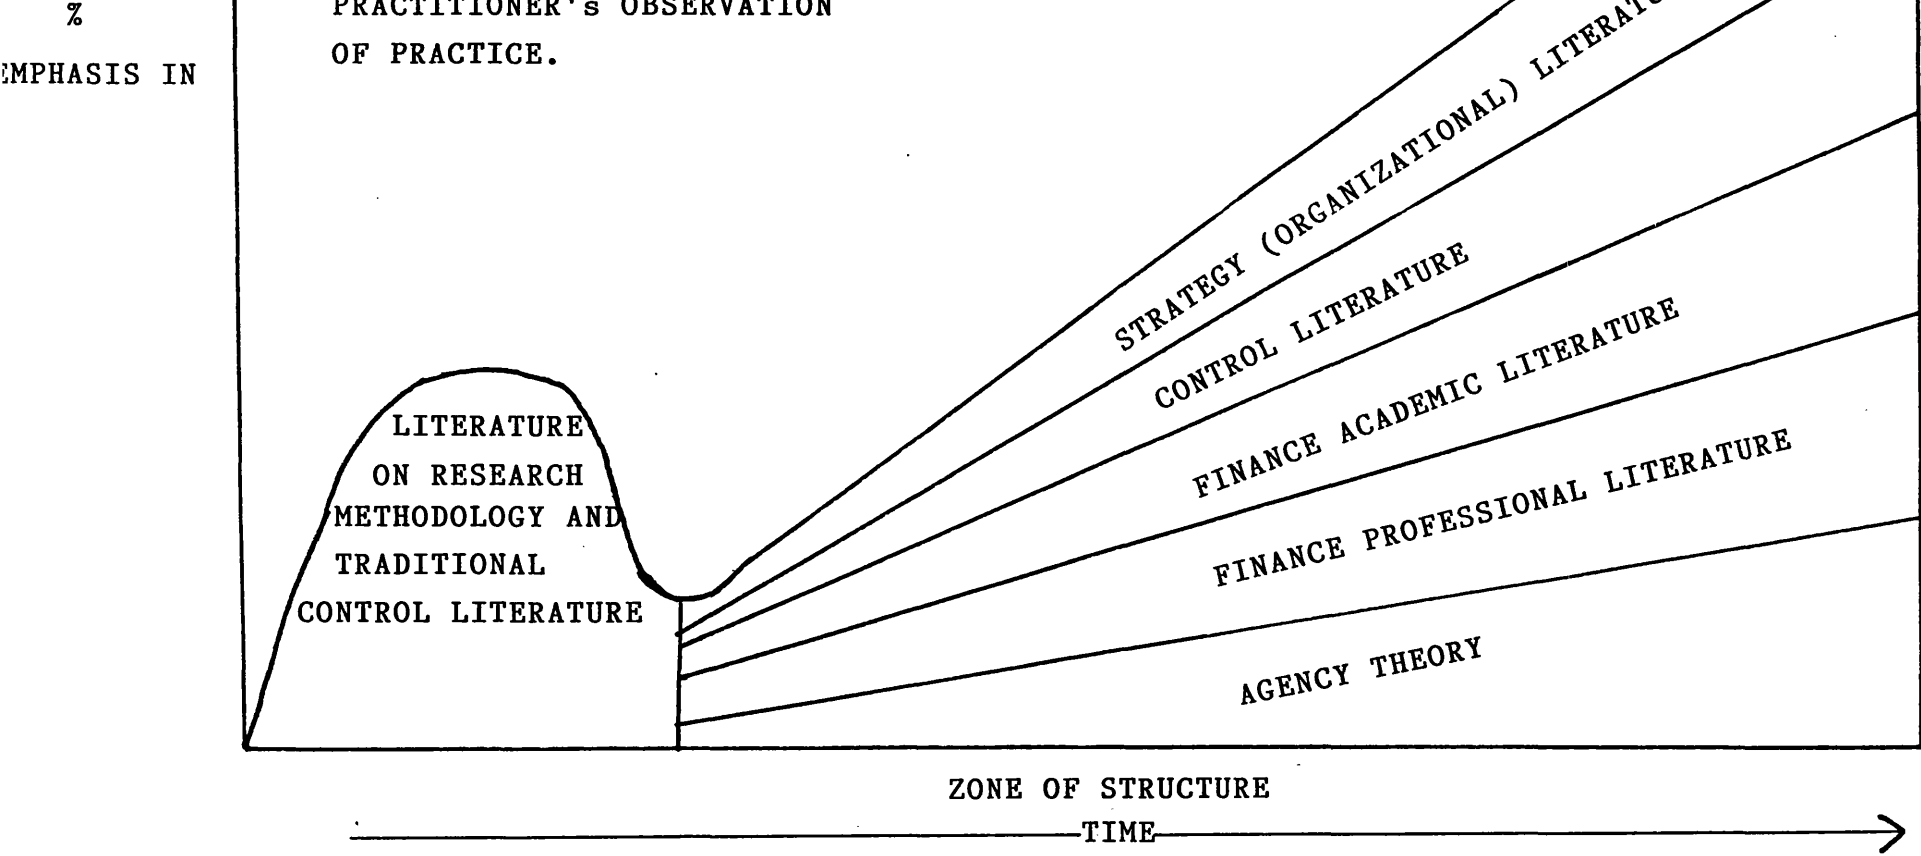 %
PRACTITIONER's OBSERVATION
OF PRACTICE.
EMPHASIS IN
STRATEGY (ORGANIZATIONAL)
CONTROL LITERATURE
FINANCE ACADEMIC LITERATURE
FINANCE PROFESSIONAL LITERATURE
AGENCY THEORY
LITERATURE
ON RESEARCH
METHODOLOGY AND
TRADITIONAL
CONTROL LITERATURE
ZONE OF STRUCTURE
TIME